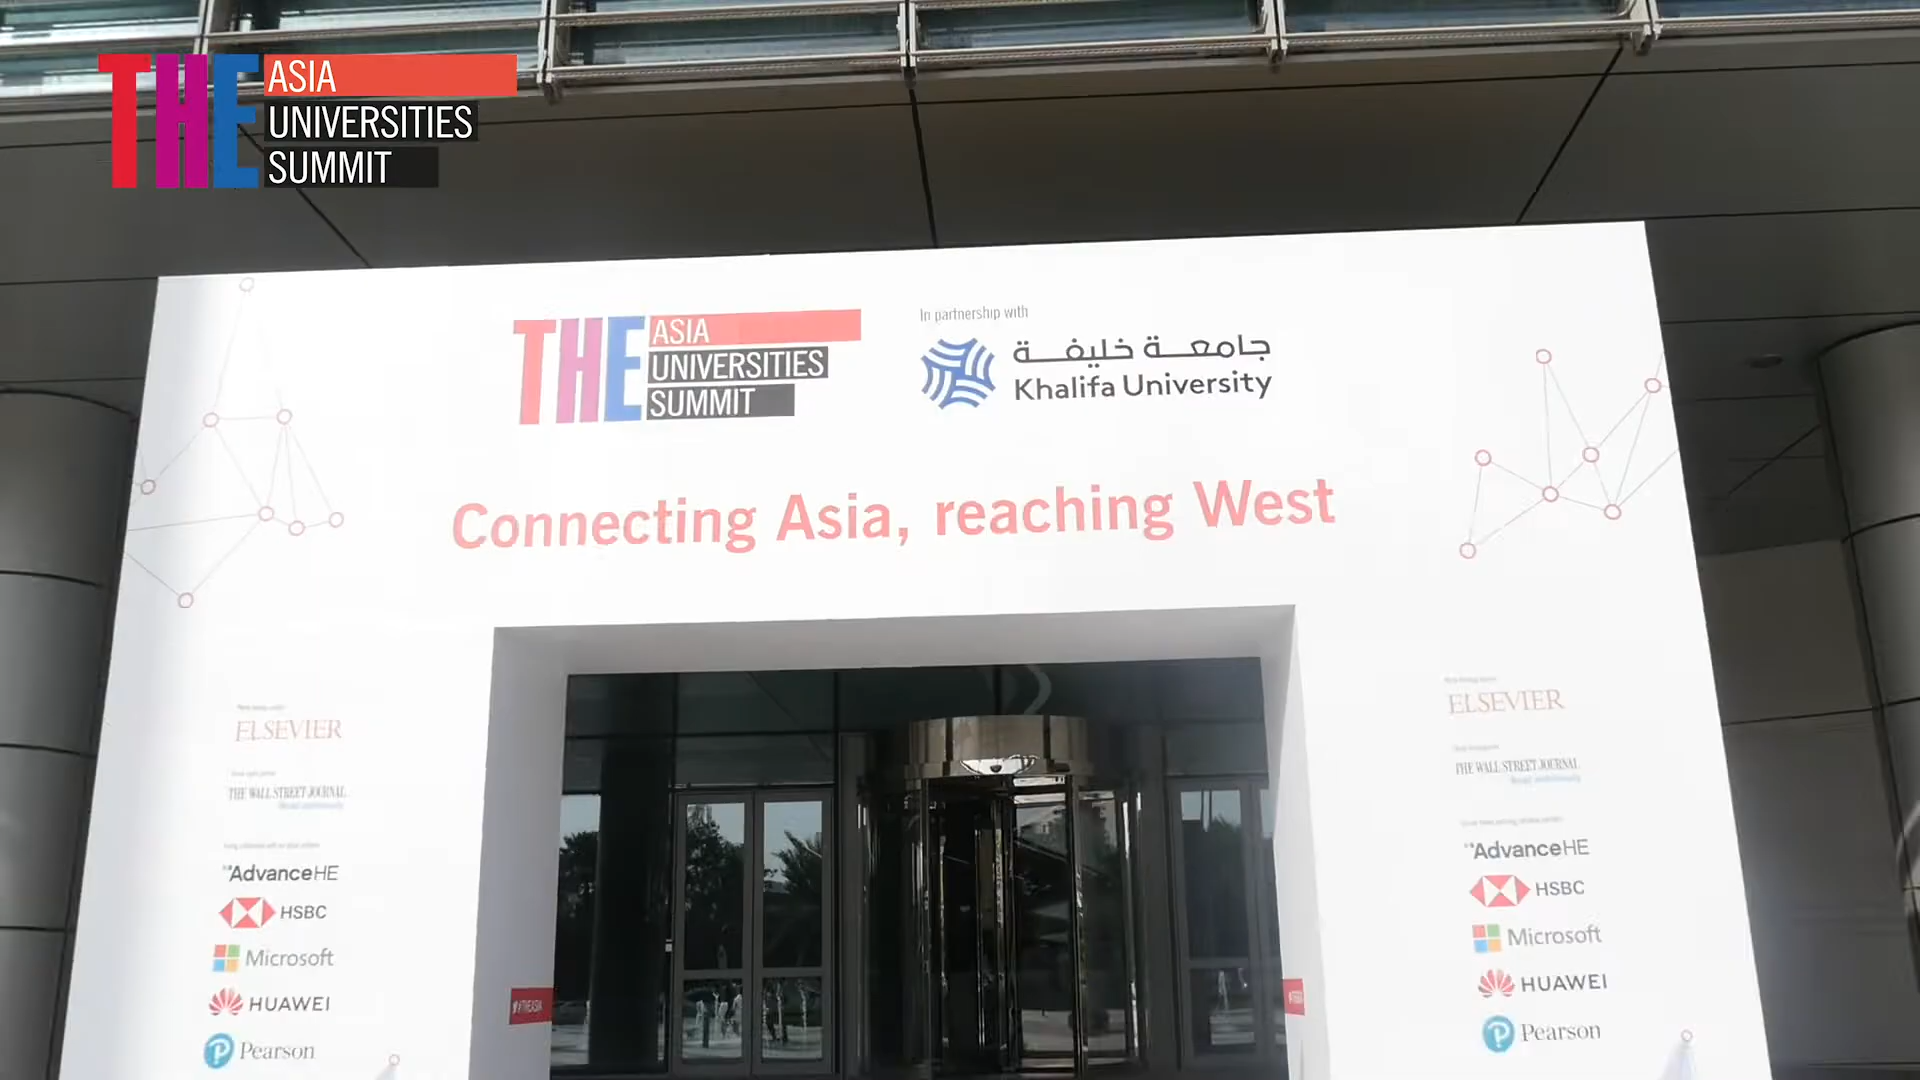 THE ASIA
UNIVERSITIES
SUMMIT
THE ASIA
UNIVERSITIES
SUMMIT
In partnership with
جامعة خليفة
Khalifa University
Connecting Asia, reaching West
ELSEVIER
THE WALL STREET JOURNAL
AdvanceHE
HSBC
Microsoft
HUAWEI
Pearson
#THEASIA
ELSEVIER
THE WALL STREET JOURNAL
AdvanceHE
HSBC
Microsoft
HUAWEI
Pearson